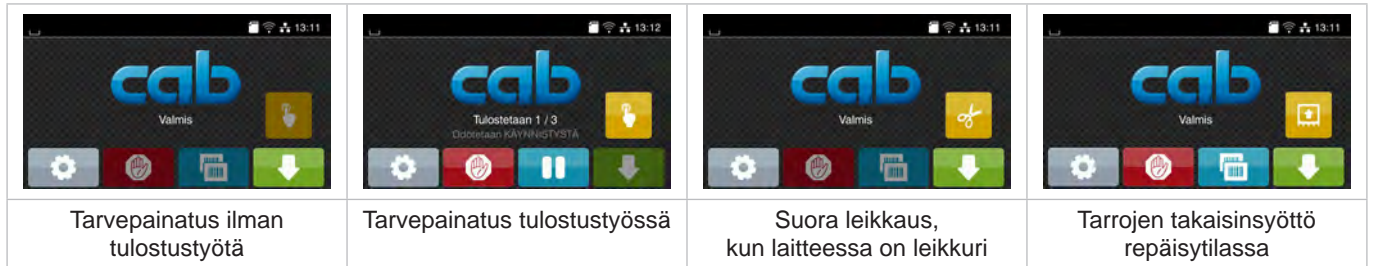 13:11
cab
Valmis
13:12
cab
Tulostetaan 1 / 3
Odotetaan KÄYNNISTYSTÄ
13:11
cab
Valmis
13:11
cab
Valmis
Tarvepainatus ilman
tulostustyötä
Tarvepainatus tulostustyössä
Suora leikkaus,
kun laitteessa on leikkuri
Tarrojen takaisinsyöttö
repäisytilassa